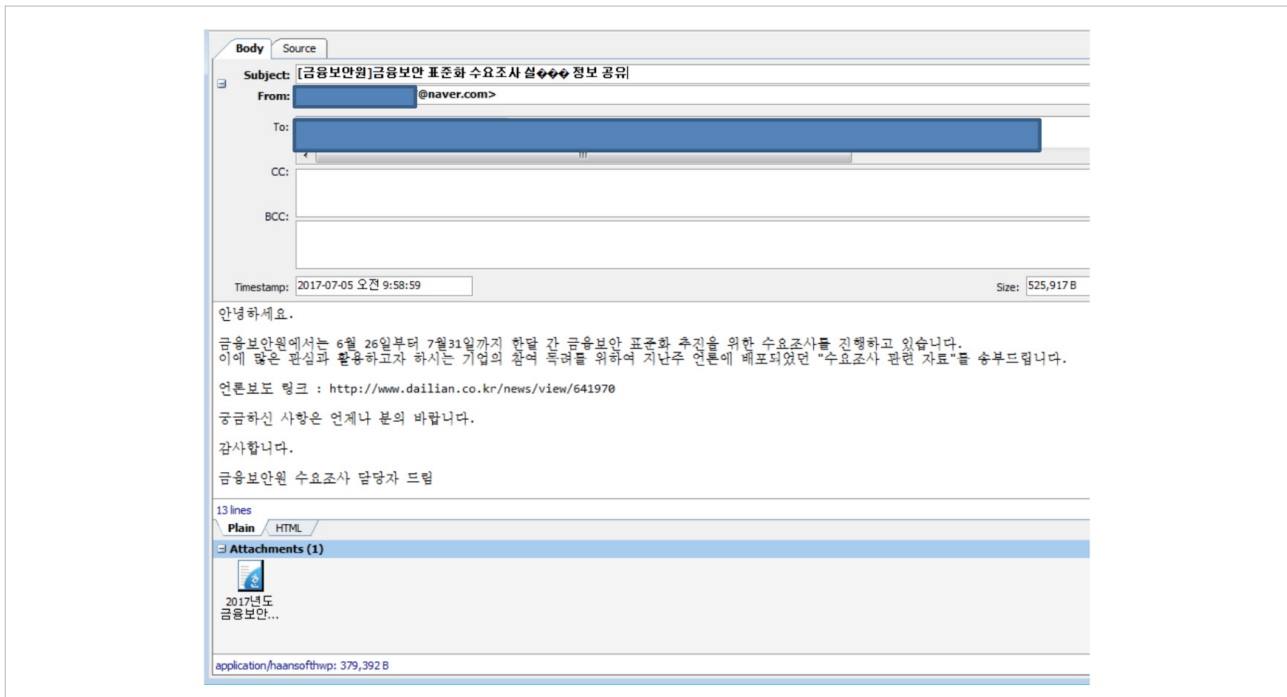 Body Source
Subject: [금융보안원]금융보안 표준화 수요조사 실��� 정보 공유
From: @naver.com>
To:
CC:
BCC:
Timestamp: 2017-07-05 오전 9:58:59 Size: 525,917 B
안녕하세요.
금융보안원에서는 6월 26일부터 7월31일까지 한달 간 금융보안 표준화 추진을 위한 수요조사를 진행하고 있습니다.
이에 많은 관심과 활용하고자 하시는 기업의 참여 독려를 위하여 지난주 언론에 배포되었던 "수요조사 관련 자료"를 송부드립니다.
언론보도 링크 : http://www.dailian.co.kr/news/view/641970
궁금하신 사항은 언제나 문의 바랍니다.
감사합니다.
금융보안원 수요조사 담당자 드림
13 lines
Plain HTML
Attachments (1)
2017년도
금융보안...
application/haansofthwp: 379,392 B